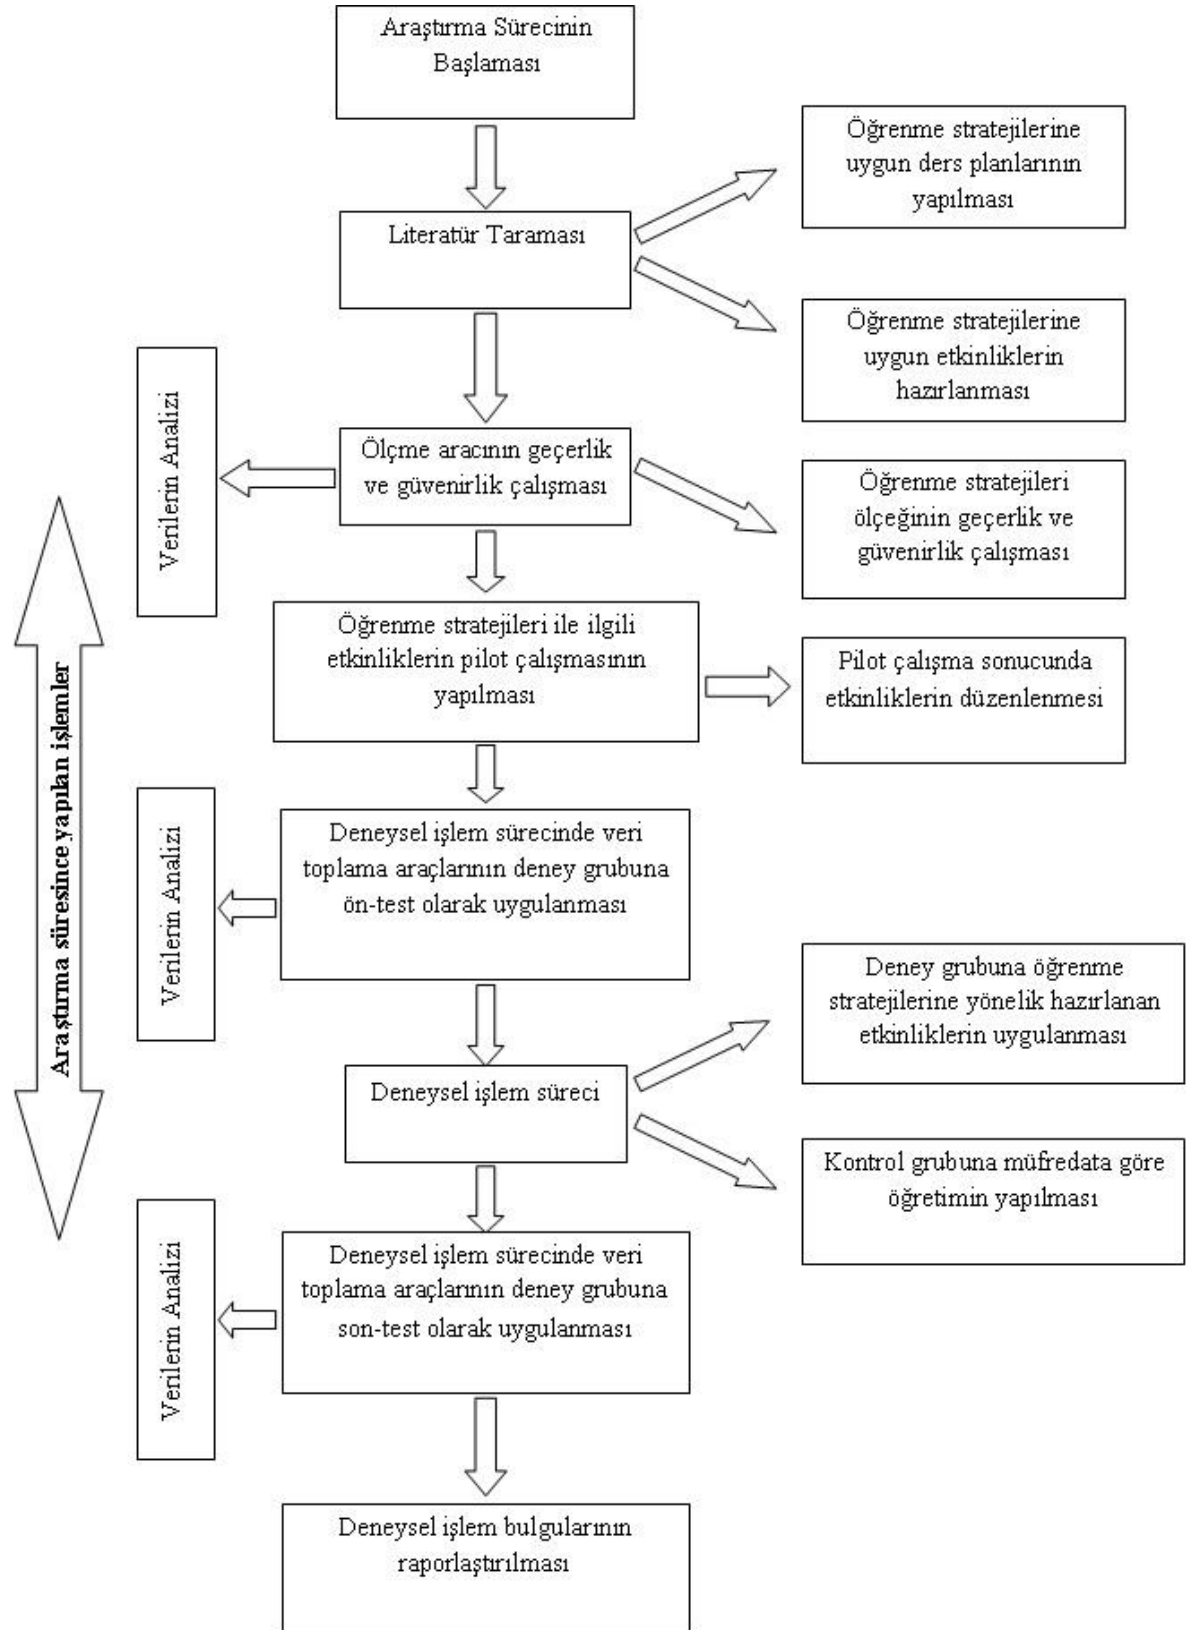 Araştırma Sürecinin
Başlaması
Öğrenme stratejilerine
uygun ders planlarının
yapılması
Literatür Taraması
Öğrenme stratejilerine
uygun etkinliklerin
hazırlanması
Verilerin Analizi
Ölçme aracının geçerlik
ve güvenirlik çalışması
Öğrenme stratejileri
ölçeğinin geçerlik ve
güvenirlik çalışması
Araştırma süresince yapılan işlemler
Öğrenme stratejileri ile ilgili
etkinliklerin pilot çalışmasının
yapılması
Pilot çalışma sonucunda
etkinliklerin düzenlenmesi
Verilerin Analizi
Deneysel işlem sürecinde veri
toplama araçlarının deney grubuna
ön-test olarak uygulanması
Deney grubuna öğrenme
stratejilerine yönelik hazırlanan
etkinliklerin uygulanması
Deneysel işlem süreci
Kontrol grubuna müfredata göre
öğretimin yapılması
Verilerin Analizi
Deneysel işlem sürecinde veri
toplama araçlarının deney grubuna
son-test olarak uygulanması
Deneysel işlem bulgularının
raporlaştırılması